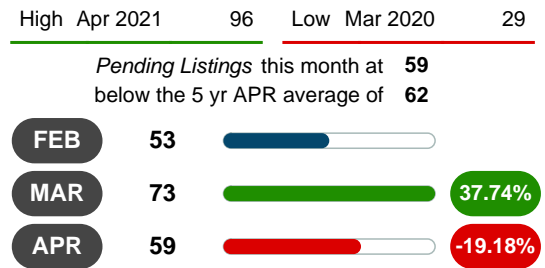 High Apr 2021 96 Low Mar 2020 29
Pending Listings this month at 59
below the 5 yr APR average of 62
FEB 53
MAR 73 37.74%
APR 59 -19.18%